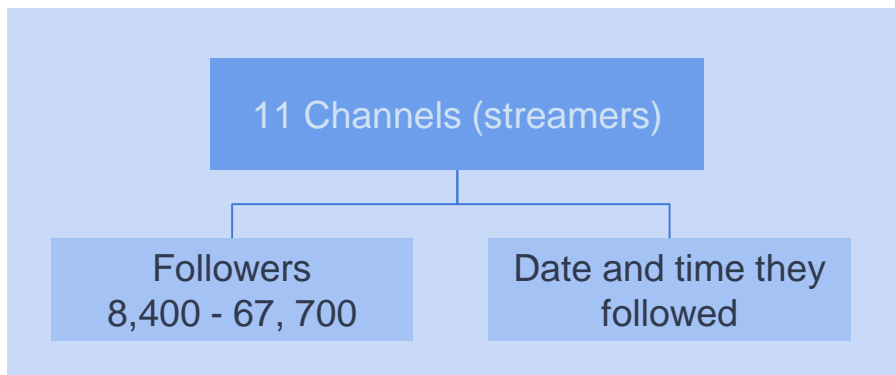 11 Channels (streamers)
Followers
8,400 - 67, 700
Date and time they
followed